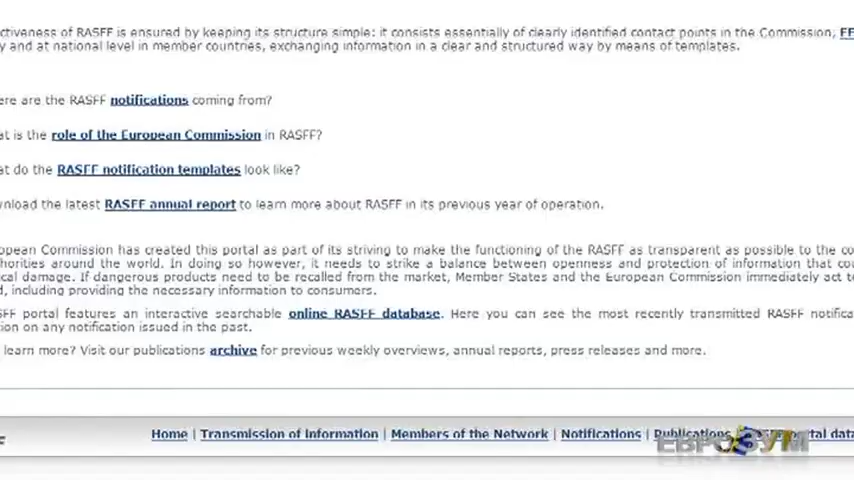 ctiveness of RASFF is ensured by keeping its structure simple: it consists essentially of clearly identified contact points in the Commission,
y and at national level in member countries, exchanging information in a clear and structured way by means of templates.
ere are the RASFF notifications coming from?
at is the role of the European Commission in RASFF?
at do the RASFF notification templates look like?
wnload the latest RASFF annual report to learn more about RASFF in its previous year of operation.
opean Commission has created this portal as part of its striving to make the functioning of the RASFF as transparent as possible to the co
horities around the world. In doing so however, it needs to strike a balance between openness and protection of information that cou
ical damage. If dangerous products need to be recalled from the market, Member States and the European Commission immediately act to
d, including providing the necessary information to consumers.
SFF portal features an interactive searchable online RASFF database. Here you can see the most recently transmitted RASFF notifica
tion on any notification issued in the past.
learn more? Visit our publications archive for previous weekly overviews, annual reports, press releases and more.
Home | Transmission of information | Members of the Network | Notifications | Publications
ЕВРОЗУМ